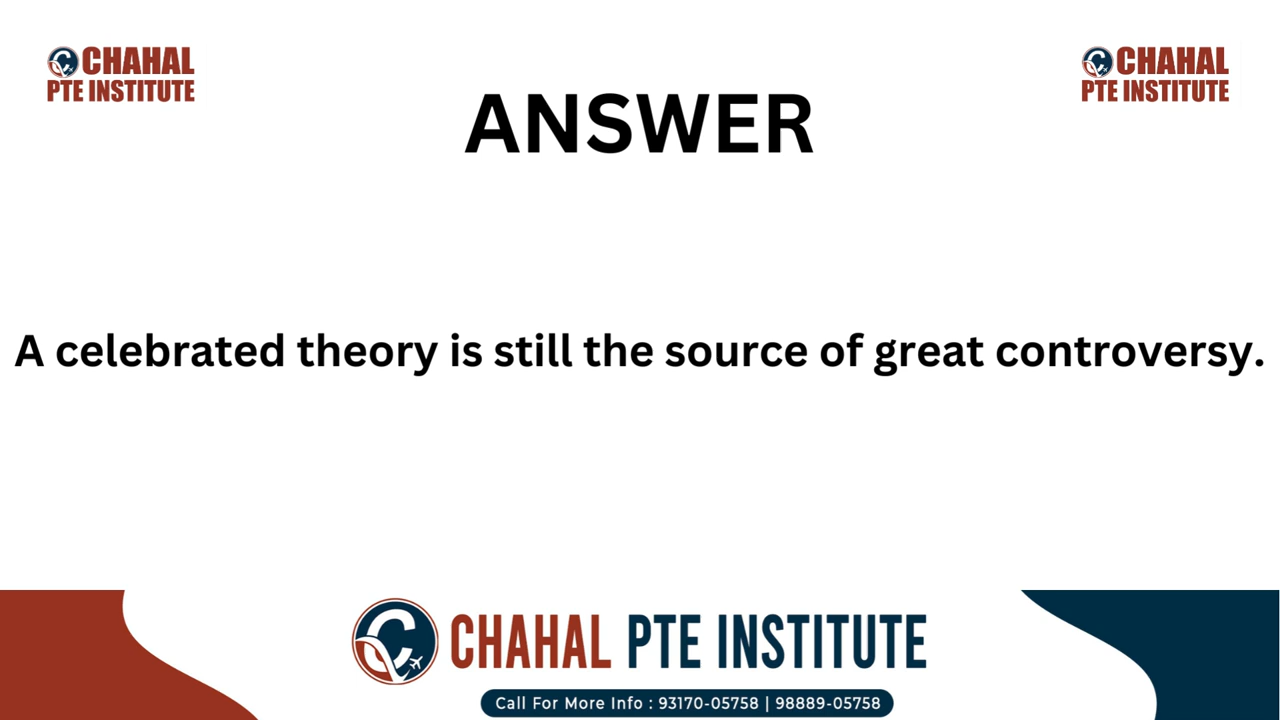 CHAHAL
PTE INSTITUTE
CHAHAL
PTE INSTITUTE
ANSWER
A celebrated theory is still the source of great controversy.
CHAHAL PTE INSTITUTE
Call For More Info : 93170-05758 | 98889-05758